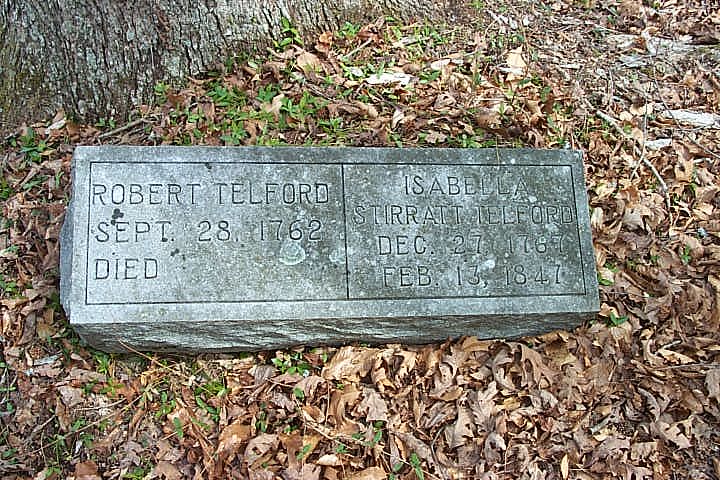 ROBERT TELFORD
SEPT. 28, 1762
DIED
ISABELLA
STIRRATT TELFORD
DEC. 27, 1767
FEB. 13, 1847